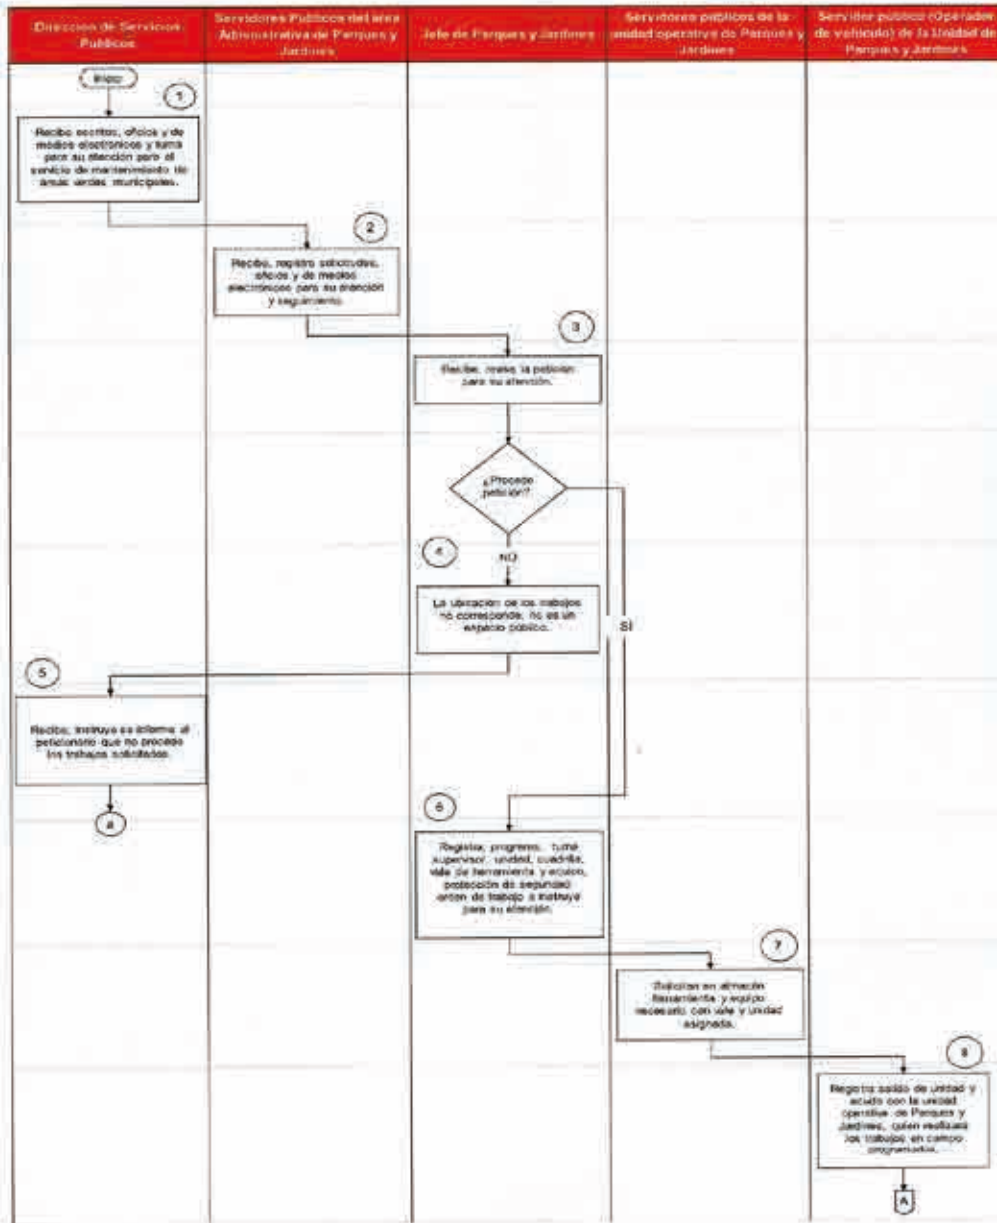 Dirección de Servicios
Públicos
Servidores Públicos del área
Administrativa de Parques y
Jardines
Jefe de Parques y Jardines
Servidores públicos de la
unidad operativa de Parques y
Jardines
Servidor público (Operador
de vehículo) de la Unidad de
Parques y Jardines
Inicio
1
Recibe escritos, oficios y de
medios electrónicos y turna
para su atención para el
servicio de mantenimiento de
áreas verdes municipales.
2
Recibe, registra solicitudes,
oficios y de medios
electrónicos para su atención
y seguimiento.
3
Recibe, revisa la petición
para su atención.
¿Procede
petición?
NO
SÍ
4
La ubicación de los trabajos
no corresponde, no es un
espacio público.
5
Recibe, instruye se informe al
peticionario que no procede
los trabajos solicitados.
a
6
Registra, programa, turna
supervisor, unidad, cuadrilla,
vale de herramienta y equipo,
protección de seguridad
orden de trabajo e instruye
para su atención.
7
Solicitan en almacén
herramienta y equipo
necesario con vale y unidad
asignada.
8
Registra salida de unidad y
acude con la unidad
operativa de Parques y
Jardines, quien realizará
los trabajos en campo
programados.
A